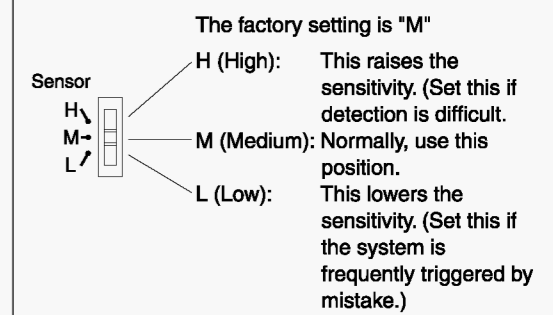 The factory setting is "M"
Sensor
H
M
L
H (High): This raises the
sensitivity. (Set this if
detection is difficult.
M (Medium): Normally, use this
position.
L (Low): This lowers the
sensitivity. (Set this if
the system is
frequently triggered by
mistake.)